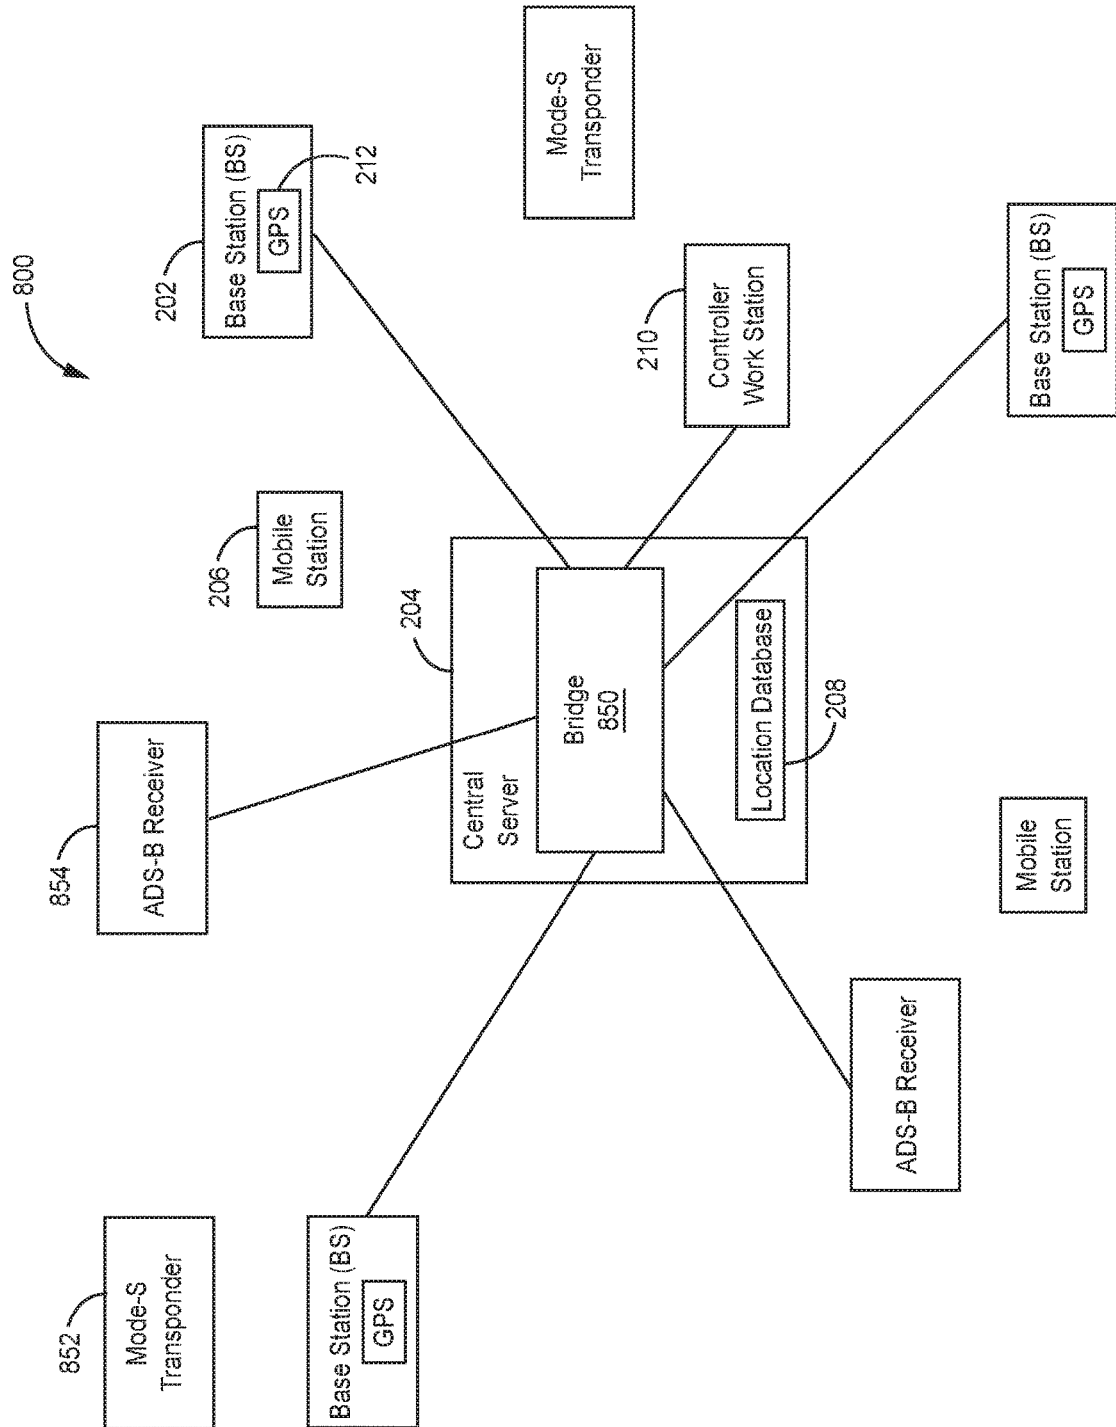 800
852
Mode-S
Transponder
854
ADS-B Receiver
206
Mobile
Station
202
Base Station (BS)
GPS
212
Base Station (BS)
GPS
204
Central
Server
Bridge
850
Location Database
208
210
Controller
Work Station
Mode-S
Transponder
ADS-B Receiver
Mobile
Station
Base Station (BS)
GPS